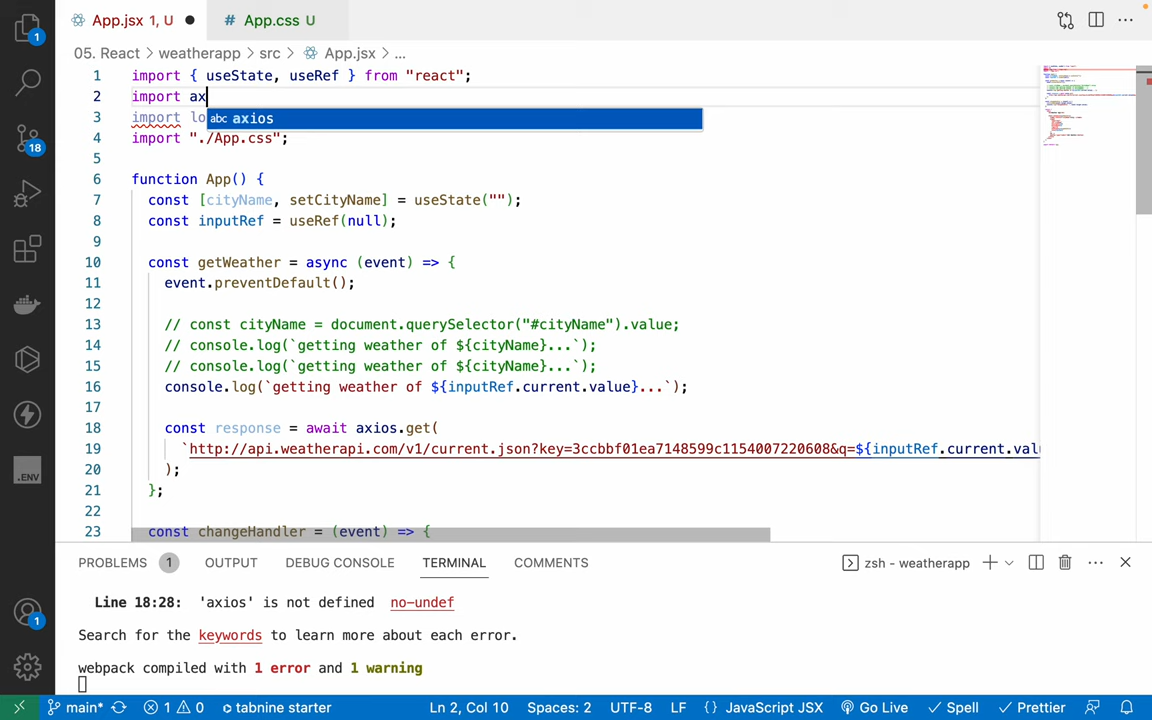 App.jsx 1, U
App.css U
05. React > weatherapp > src > App.jsx > ...
1 import { useState, useRef } from "react";
2 import ax
abc axios
3 import lo
4 import "./App.css";
5
6 function App() {
7 const [cityName, setCityName] = useState("");
8 const inputRef = useRef(null);
9
10 const getWeather = async (event) => {
11 event.preventDefault();
12
13 // const cityName = document.querySelector("#cityName").value;
14 // console.log(`getting weather of ${cityName}...`);
15 // console.log(`getting weather of ${cityName}...`);
16 console.log(`getting weather of ${inputRef.current.value}...`);
17
18 const response = await axios.get(
19 `http://api.weatherapi.com/v1/current.json?key=3ccbbf01ea7148599c1154007220608&q=${inputRef.current.val
20 );
21 };
22
23 const changeHandler = (event) => {
PROBLEMS 1 OUTPUT DEBUG CONSOLE TERMINAL COMMENTS
zsh - weatherapp
Line 18:28: 'axios' is not defined no-undef
Search for the keywords to learn more about each error.
webpack compiled with 1 error and 1 warning
1
18
.ENV
1
main* 1 0 tabnine starter Ln 2, Col 10 Spaces: 2 UTF-8 LF {} JavaScript JSX Go Live Spell Prettier